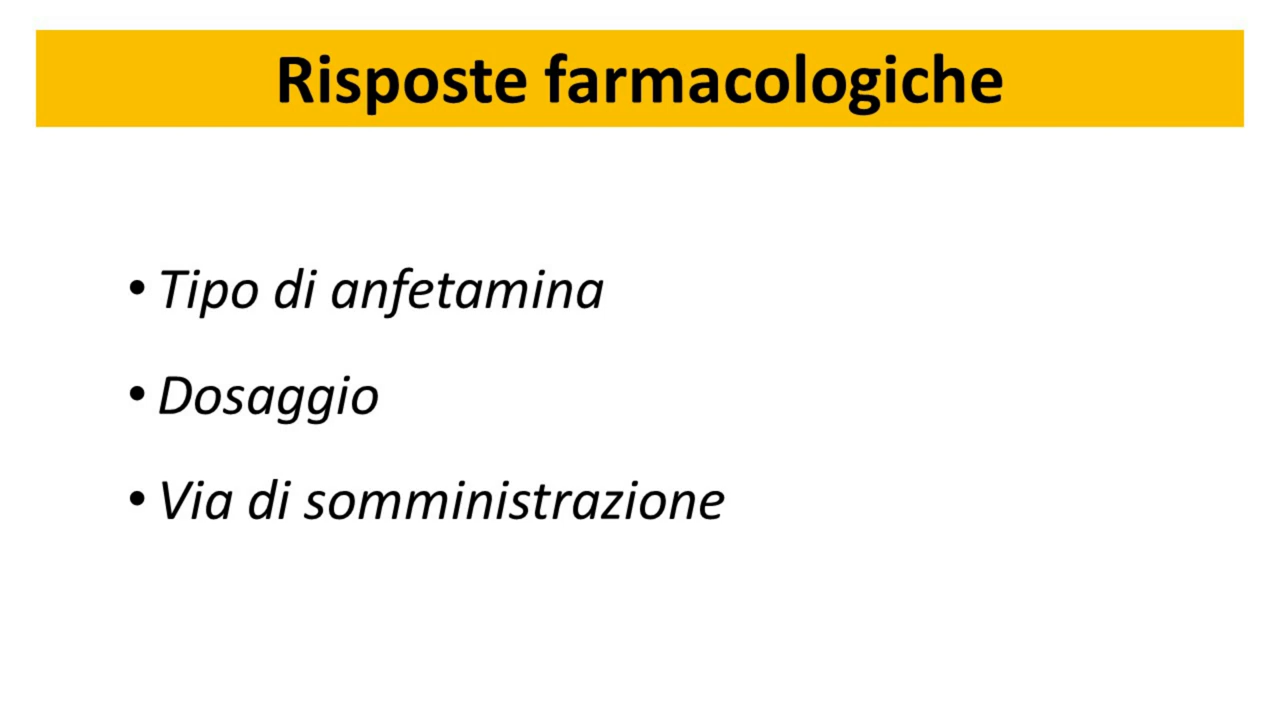 Risposte farmacologiche
• Tipo di anfetamina
• Dosaggio
• Via di somministrazione